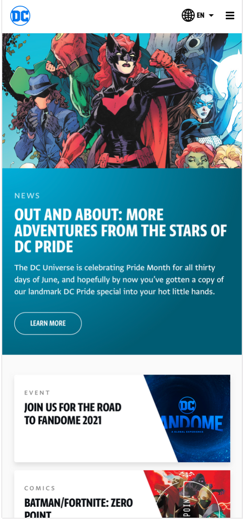 DC
EN
NEWS
OUT AND ABOUT: MORE
ADVENTURES FROM THE STARS OF
DC PRIDE
The DC Universe is celebrating Pride Month for all thirty
days of June, and hopefully by now you've gotten a copy of
our landmark DC Pride special into your hot little hands.
LEARN MORE
EVENT
JOIN US FOR THE ROAD
TO FANDOME 2021
DC
FANDOME
COMICS
BATMAN/FORTNITE: ZERO
POINT
POINT